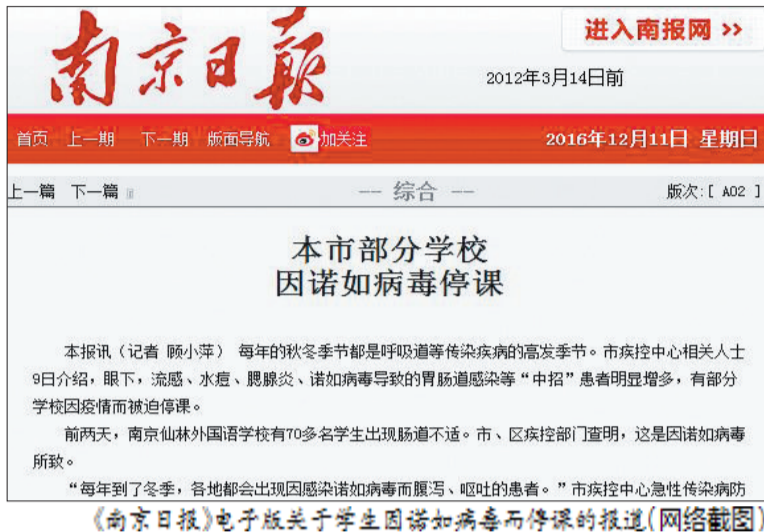 南京日报
进入南报网 >>
2012年3月14日前
首页 上一期 下一期 版面导航 加关注 2016年12月11日 星期日
上一篇 下一篇 -- 综合 -- 版次:[ A02 ]
本市部分学校
因诺如病毒停课
本报讯（记者 顾小萍） 每年的秋冬季节都是呼吸道等传染疾病的高发季节。市疾控中心相关人士
9日介绍，眼下，流感、水痘、腮腺炎、诺如病毒导致的胃肠道感染等“中招”患者明显增多，有部分
学校因疫情而被迫停课。
前两天，南京仙林外国语学校有70多名学生出现肠道不适。市、区疾控部门查明，这是因诺如病毒
所致。
“每年到了冬季，各地都会出现因感染诺如病毒而腹泻、呕吐的患者。”市疾控中心急性传染病防
《南京日报》电子版关于学生因诺如病毒而停课的报道(网络截图)